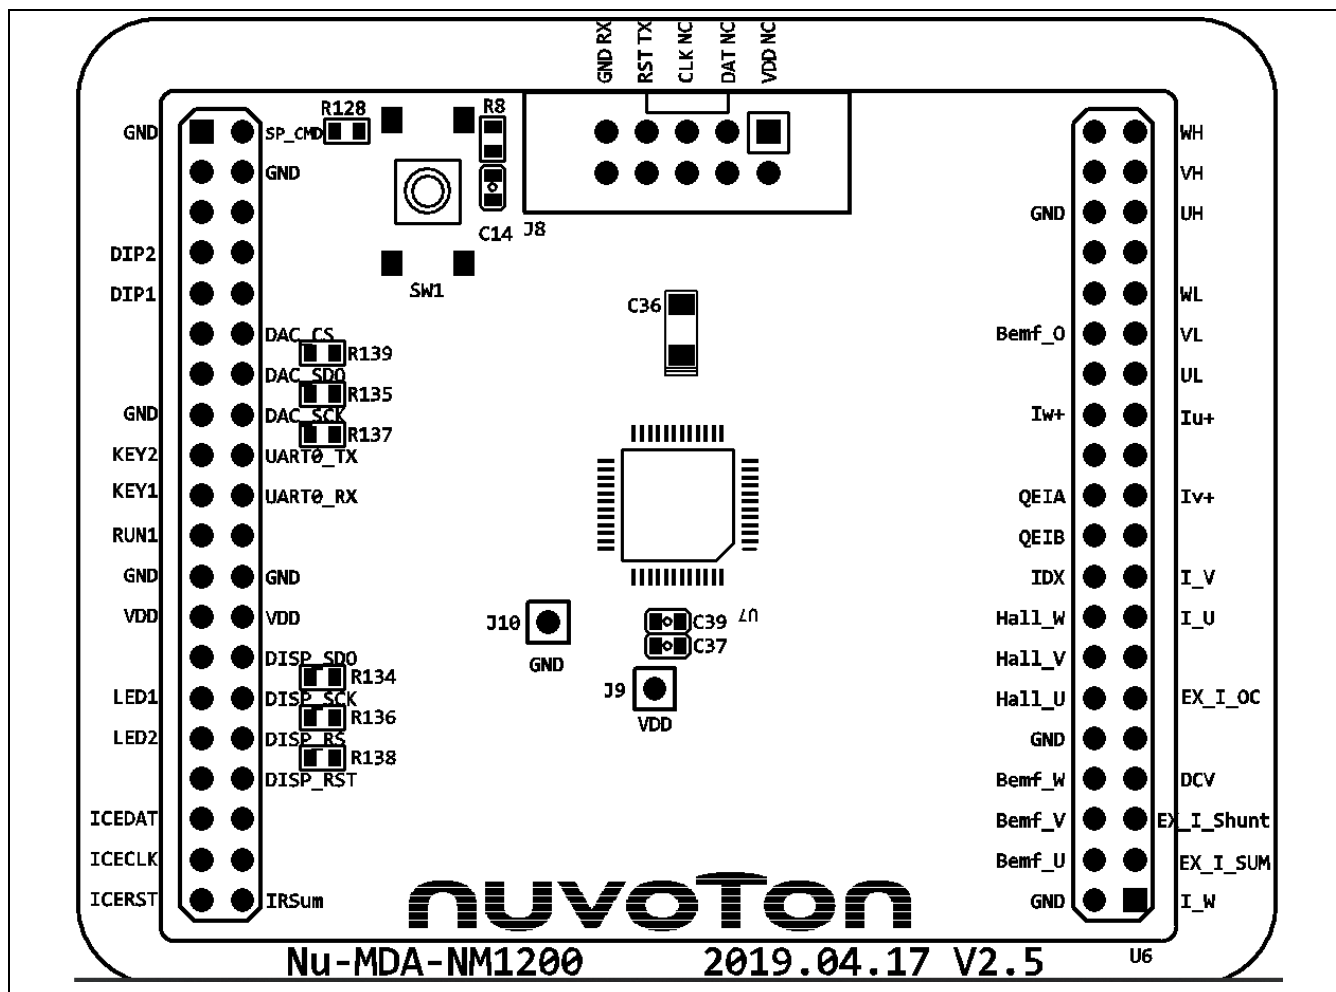 GND RX
RST TX
CLK NC
DAT NC
VDD NC
R128
R8
GND
SP_CMD
WH
GND
VH
GND
UH
C14
J8
DIP2
DIP1
SW1
WL
C36
DAC_CS
Bemf_O
VL
R139
DAC_SDO
UL
R135
GND
DAC_SCK
Iw+
Iu+
R137
KEY2
UART0_TX
KEY1
UART0_RX
QEIA
Iv+
RUN1
QEIB
GND
GND
IDX
I_V
VDD
VDD
J10
C39
U7
Hall_W
I_U
C37
DISP_SDO
GND
Hall_V
R134
J9
LED1
DISP_SCK
Hall_U
EX_I_OC
R136
VDD
LED2
DISP_RS
GND
R138
DISP_RST
Bemf_W
DCV
ICEDAT
Bemf_V
EX_I_Shunt
ICECLK
Bemf_U
EX_I_SUM
ICERST
IRSum
nuvoTon
GND
I_W
Nu-MDA-NM1200
2019.04.17 V2.5
U6